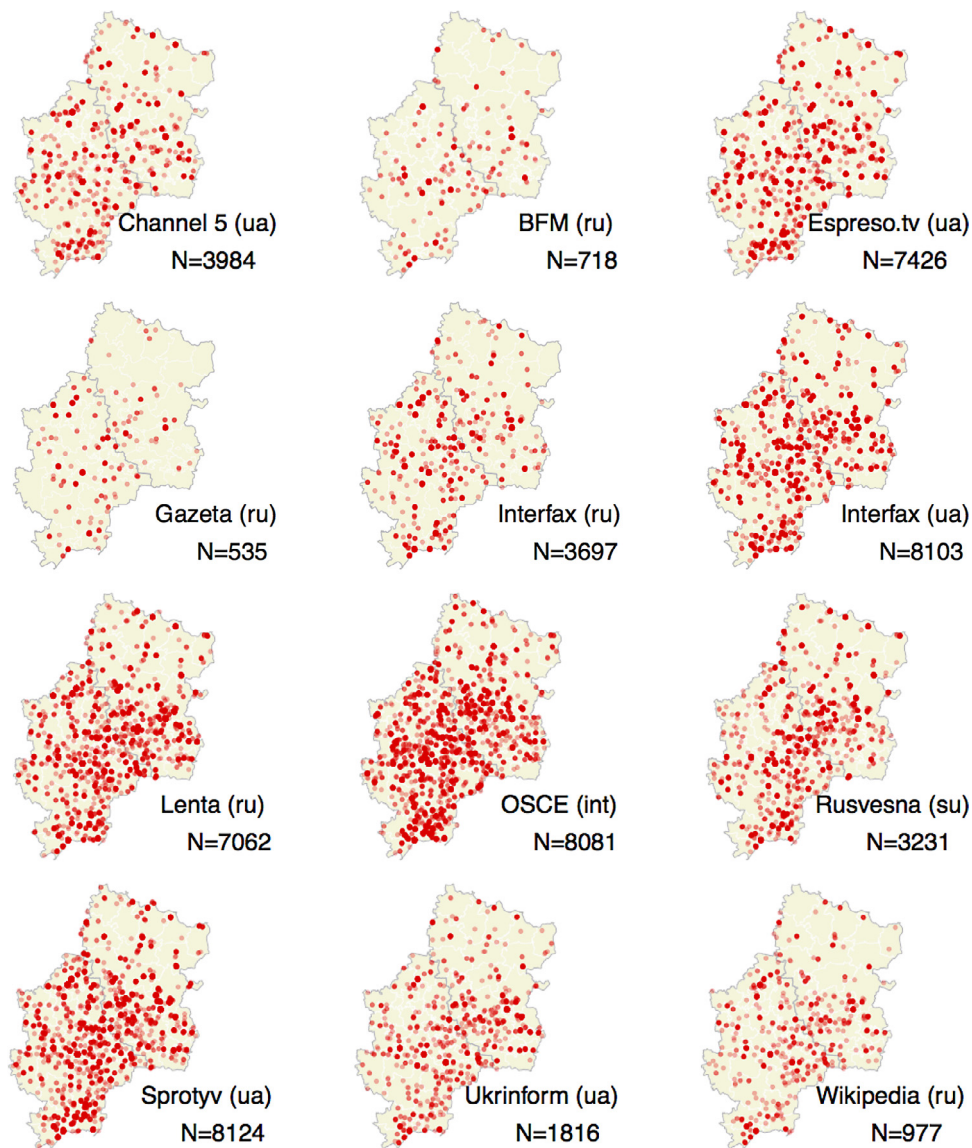 Channel 5 (ua)
N=3984
BFM (ru)
N=718
Espreso.tv (ua)
N=7426
Gazeta (ru)
N=535
Interfax (ru)
N=3697
Interfax (ua)
N=8103
Lenta (ru)
N=7062
OSCE (int)
N=8081
Rusvesna (su)
N=3231
Sprotyv (ua)
N=8124
Ukrinform (ua)
N=1816
Wikipedia (ru)
N=977